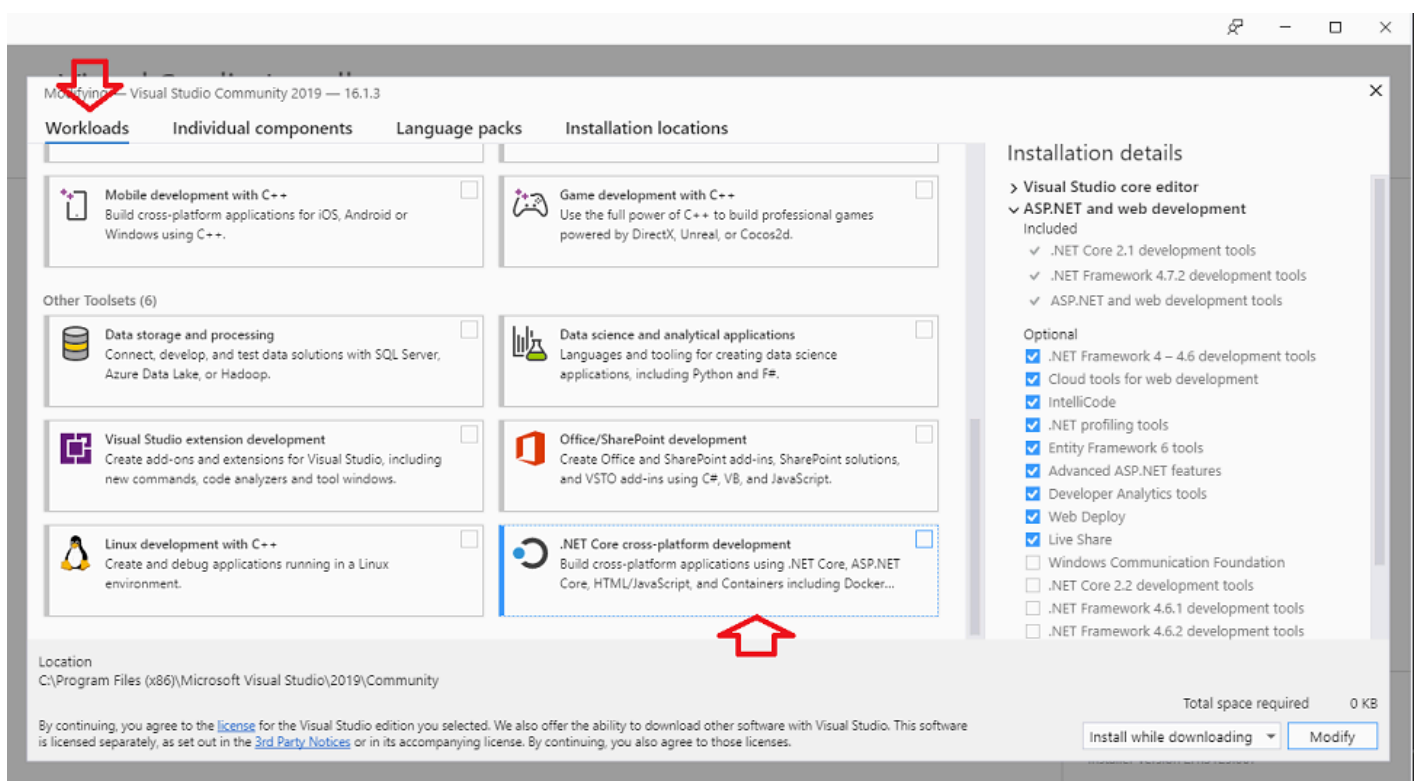 Modifying — Visual Studio Community 2019 — 16.1.3
Workloads
Individual components
Language packs
Installation locations
Mobile development with C++
Build cross-platform applications for iOS, Android or
Windows using C++.
Game development with C++
Use the full power of C++ to build professional games
powered by DirectX, Unreal, or Cocos2d.
Other Toolsets (6)
Data storage and processing
Connect, develop, and test data solutions with SQL Server,
Azure Data Lake, or Hadoop.
Data science and analytical applications
Languages and tooling for creating data science
applications, including Python and F#.
Visual Studio extension development
Create add-ons and extensions for Visual Studio, including
new commands, code analyzers and tool windows.
Office/SharePoint development
Create Office and SharePoint add-ins, SharePoint solutions,
and VSTO add-ins using C#, VB, and JavaScript.
Linux development with C++
Create and debug applications running in a Linux
environment.
.NET Core cross-platform development
Build cross-platform applications using .NET Core, ASP.NET
Core, HTML/JavaScript, and Containers including Docker...
Installation details
Visual Studio core editor
ASP.NET and web development
Included
.NET Core 2.1 development tools
.NET Framework 4.7.2 development tools
ASP.NET and web development tools
Optional
.NET Framework 4 – 4.6 development tools
Cloud tools for web development
IntelliCode
.NET profiling tools
Entity Framework 6 tools
Advanced ASP.NET features
Developer Analytics tools
Web Deploy
Live Share
Windows Communication Foundation
.NET Core 2.2 development tools
.NET Framework 4.6.1 development tools
.NET Framework 4.6.2 development tools
Location
C:\Program Files (x86)\Microsoft Visual Studio\2019\Community
Total space required 0 KB
By continuing, you agree to the license for the Visual Studio edition you selected. We also offer the ability to download other software with Visual Studio. This software
is licensed separately, as set out in the 3rd Party Notices or in its accompanying license. By continuing, you also agree to those licenses.
Install while downloading
Modify